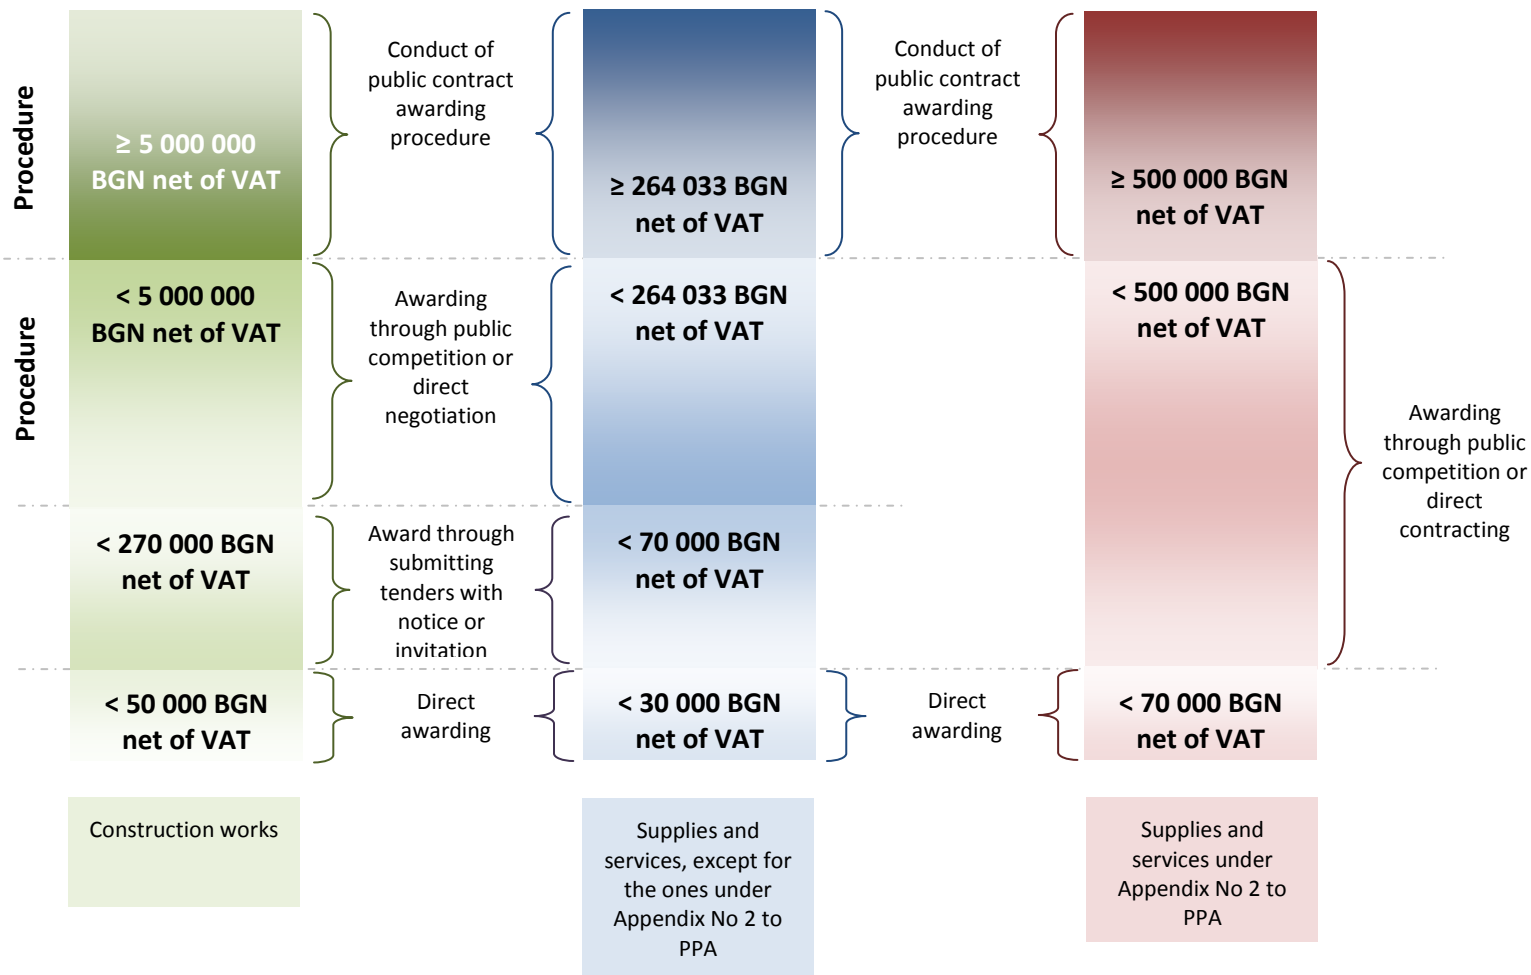 Procedure
≥ 5 000 000
BGN net of VAT
Conduct of
public contract
awarding
procedure
≥ 264 033 BGN
net of VAT
Conduct of
public contract
awarding
procedure
≥ 500 000 BGN
net of VAT
Procedure
< 5 000 000
BGN net of VAT
Awarding
through public
competition or
direct
negotiation
< 264 033 BGN
net of VAT
< 500 000 BGN
net of VAT
Awarding
through public
competition or
direct
contracting
< 270 000 BGN
net of VAT
Award through
submitting
tenders with
notice or
invitation
< 70 000 BGN
net of VAT
< 50 000 BGN
net of VAT
Direct
awarding
< 30 000 BGN
net of VAT
Direct
awarding
< 70 000 BGN
net of VAT
Construction works
Supplies and
services, except for
the ones under
Appendix No 2 to
PPA
Supplies and
services under
Appendix No 2 to
PPA